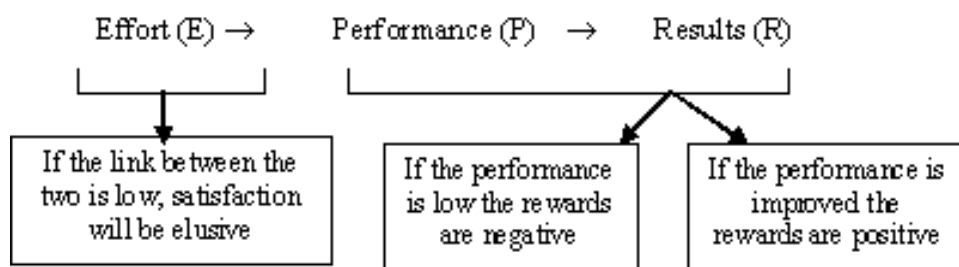 Effort (E) → Performance (P) → Results (R)
If the link between the
two is low, satisfaction
will be elusive
If the performance
is low the rewards
are negative
If the performance is
improved the
rewards are positive